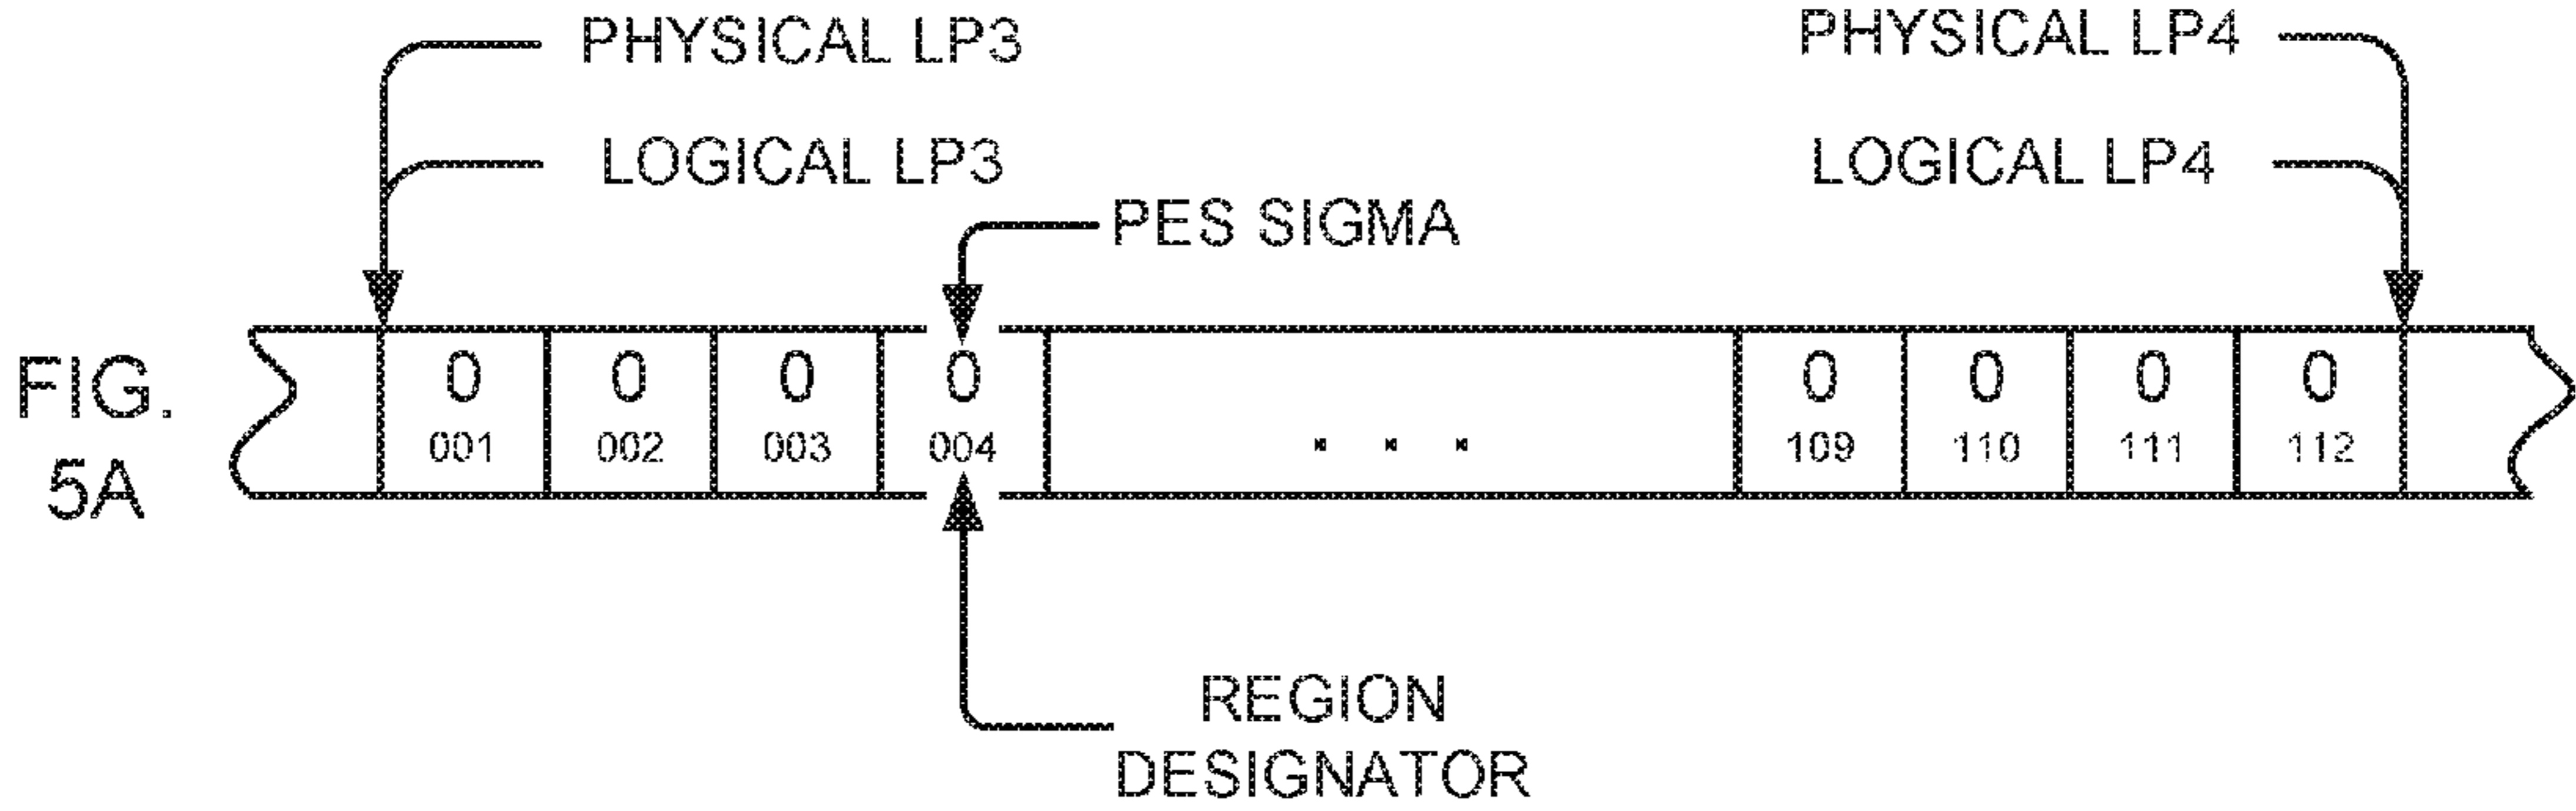 PHYSICAL LP3
PHYSICAL LP4
LOGICAL LP3
LOGICAL LP4
PES SIGMA
FIG.
5A
0 0 0 0 0 0 0 0
001 002 003 004 . . . 109 110 111 112
REGION
DESIGNATOR